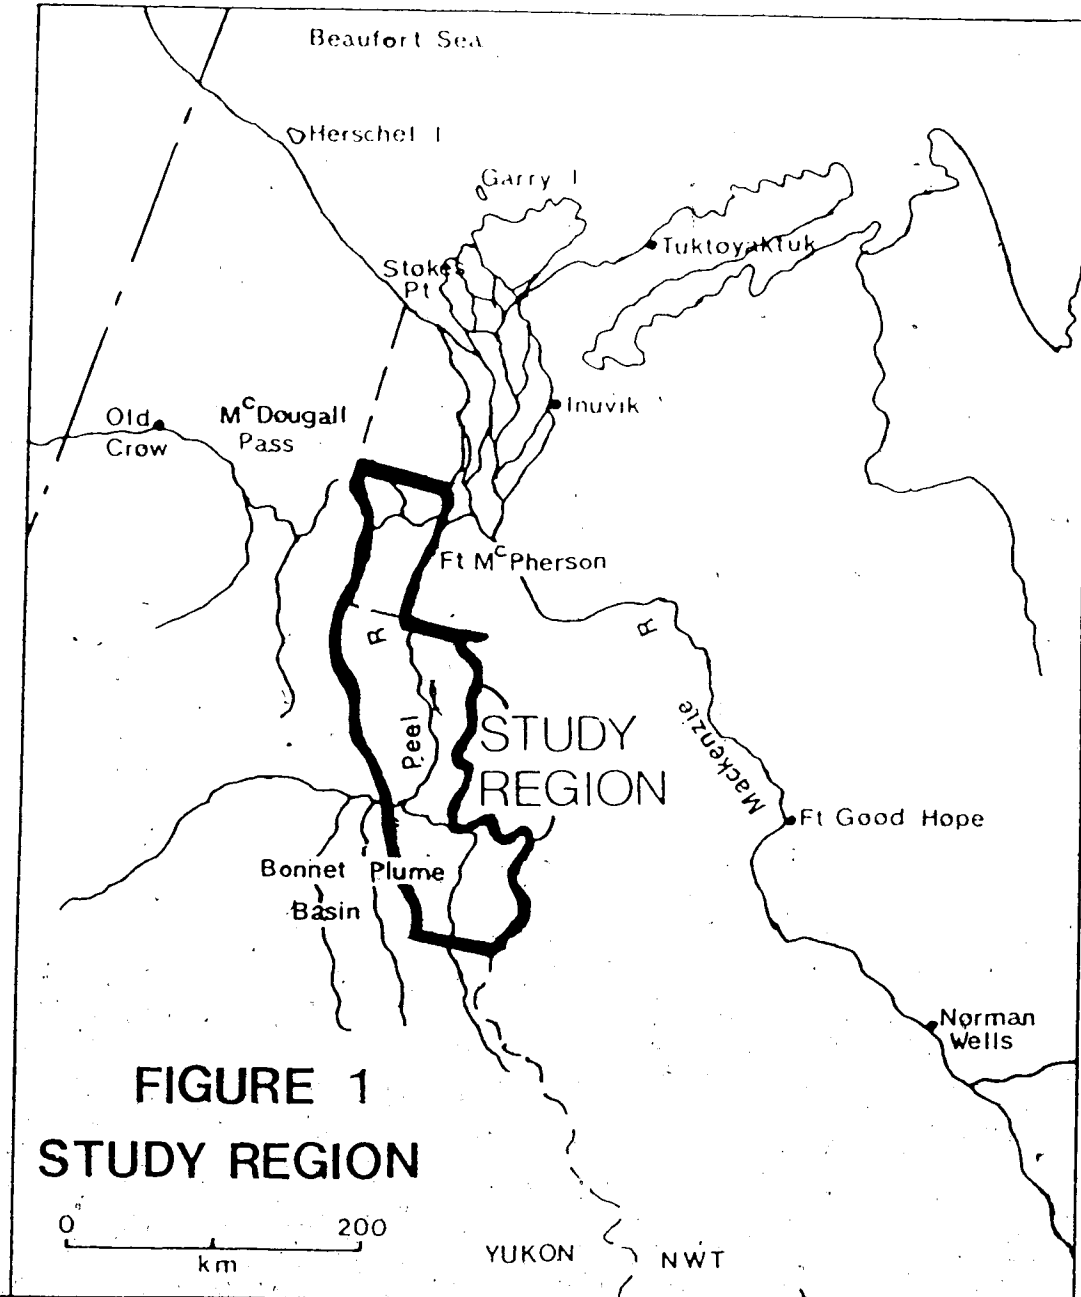 Beaufort Sea
Herschel I
Garry I
Tuktoyaktuk
Stokes
Pt
Inuvik
Old
Crow
McDougall
Pass
Ft McPherson
R
R
Peel
Mackenzie
STUDY
REGION
Ft Good Hope
Bonnet Plume
Basin
Norman
Wells
FIGURE 1
STUDY REGION
0 200
km
YUKON NWT